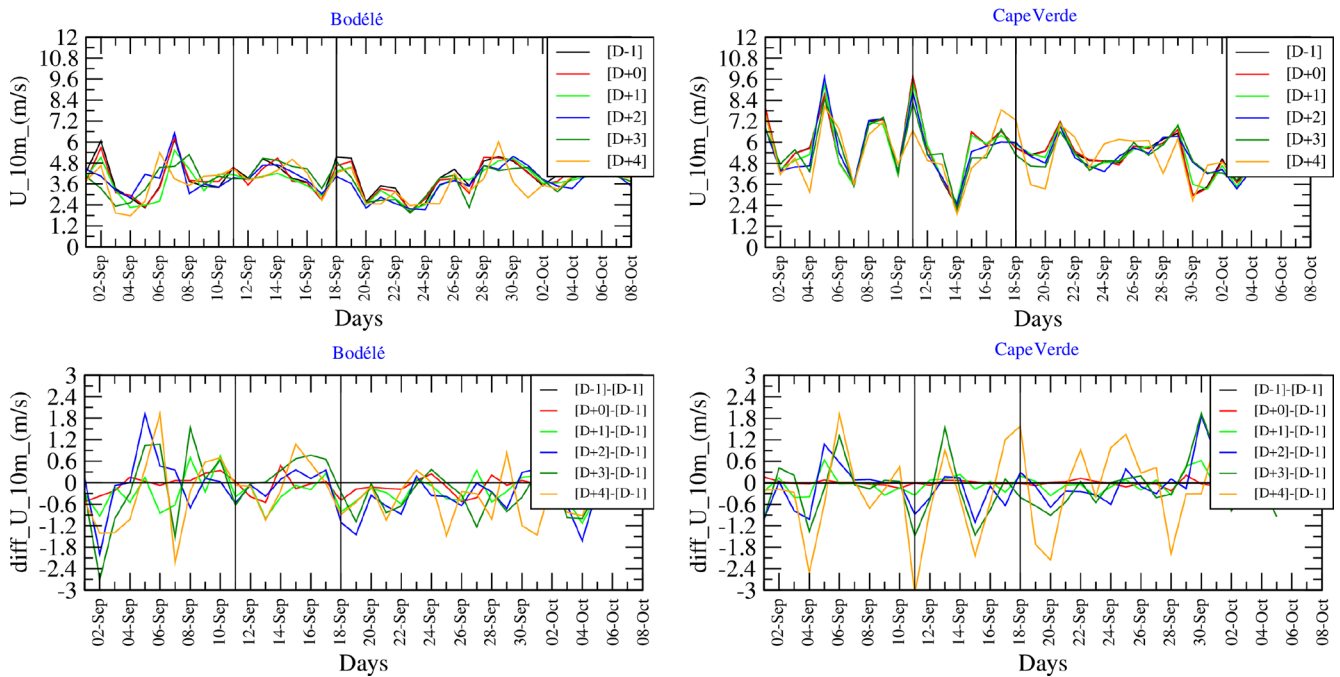 Bodélé
U_10m_(m/s)
12
10.8
9.6
8.4
7.2
6
4.8
3.6
2.4
1.2
0
[D-1]
[D+0]
[D+1]
[D+2]
[D+3]
[D+4]
02-Sep
04-Sep
06-Sep
08-Sep
10-Sep
12-Sep
14-Sep
16-Sep
18-Sep
20-Sep
22-Sep
24-Sep
26-Sep
28-Sep
30-Sep
02-Oct
04-Oct
06-Oct
08-Oct
Days
CapeVerde
U_10m_(m/s)
12
10.8
9.6
8.4
7.2
6
4.8
3.6
2.4
1.2
0
[D-1]
[D+0]
[D+1]
[D+2]
[D+3]
[D+4]
02-Sep
04-Sep
06-Sep
08-Sep
10-Sep
12-Sep
14-Sep
16-Sep
18-Sep
20-Sep
22-Sep
24-Sep
26-Sep
28-Sep
30-Sep
02-Oct
04-Oct
06-Oct
08-Oct
Days
Bodélé
diff_U_10m_(m/s)
3
2.4
1.8
1.2
0.6
0
-0.6
-1.2
-1.8
-2.4
-3
[D-1]-[D-1]
[D+0]-[D-1]
[D+1]-[D-1]
[D+2]-[D-1]
[D+3]-[D-1]
[D+4]-[D-1]
02-Sep
04-Sep
06-Sep
08-Sep
10-Sep
12-Sep
14-Sep
16-Sep
18-Sep
20-Sep
22-Sep
24-Sep
26-Sep
28-Sep
30-Sep
02-Oct
04-Oct
06-Oct
08-Oct
Days
CapeVerde
diff_U_10m_(m/s)
3
2.4
1.8
1.2
0.6
0
-0.6
-1.2
-1.8
-2.4
-3
[D-1]-[D-1]
[D+0]-[D-1]
[D+1]-[D-1]
[D+2]-[D-1]
[D+3]-[D-1]
[D+4]-[D-1]
02-Sep
04-Sep
06-Sep
08-Sep
10-Sep
12-Sep
14-Sep
16-Sep
18-Sep
20-Sep
22-Sep
24-Sep
26-Sep
28-Sep
30-Sep
02-Oct
04-Oct
06-Oct
08-Oct
Days